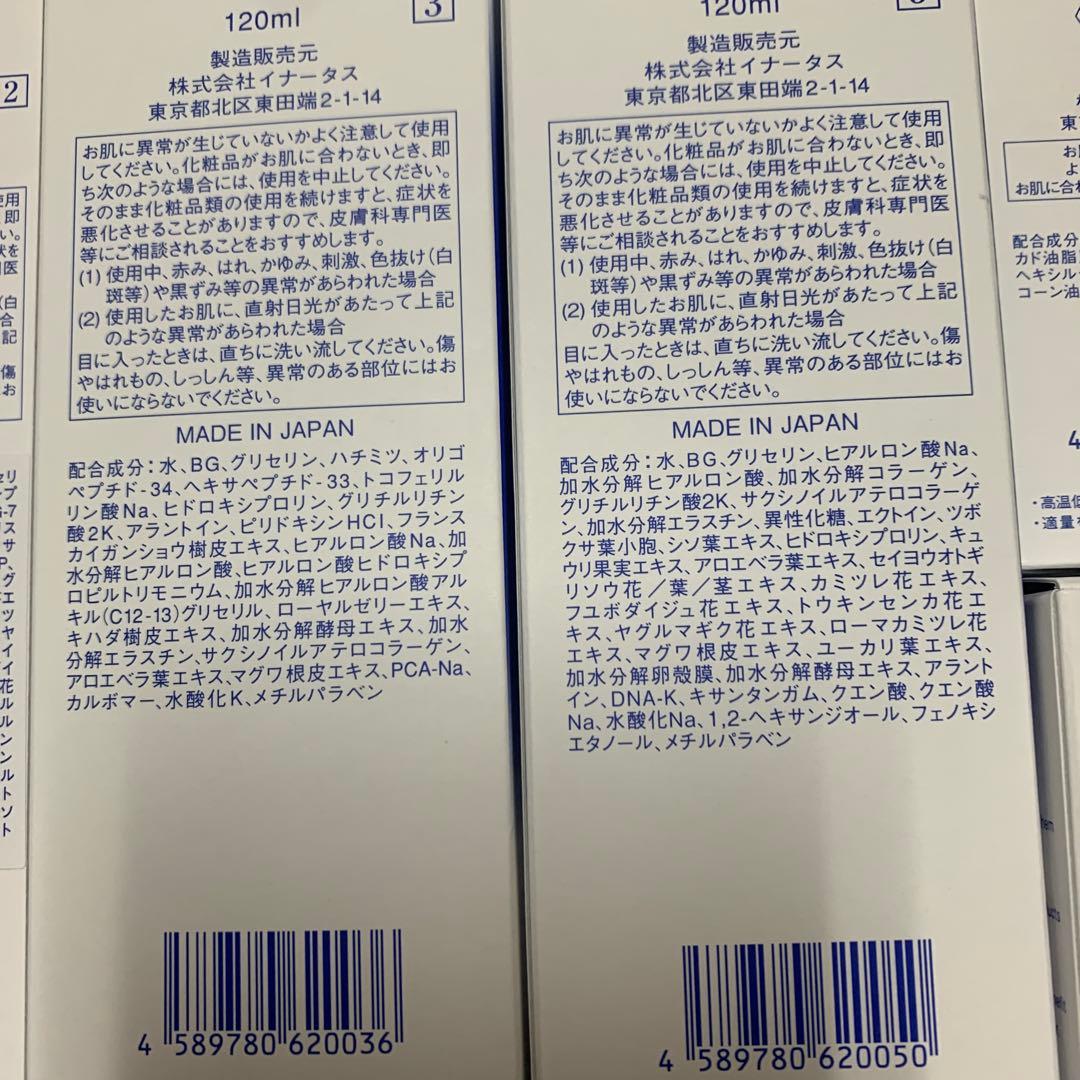 120ml
3
製造販売元
株式会社イナータス
東京都北区東田端2-1-14
お肌に異常が生じていないかよく注意して使用
してください。化粧品がお肌に合わないとき、即
ち次のような場合には、使用を中止してください。
そのまま化粧品類の使用を続けますと、症状を
悪化させることがありますので、皮膚科専門医
等にご相談されることをおすすめします。
(1) 使用中、赤み、はれ、かゆみ、刺激、色抜け(白
斑等)や黒ずみ等の異常があらわれた場合
(2) 使用したお肌に、直射日光があたって上記
のような異常があらわれた場合
目に入ったときは、直ちに洗い流してください。傷
やはれもの、しっしん等、異常のある部位にはお
使いにならないでください。
MADE IN JAPAN
配合成分:水、BG、グリセリン、ハチミツ、オリゴ
ペプチド-34、ヘキサペプチド-33、トコフェリル
リン酸Na、ヒドロキシプロリン、グリチルリチン
酸2K、アラントイン、ピリドキシンHCl、フランス
カイガンショウ樹皮エキス、ヒアルロン酸Na、加
水分解ヒアルロン酸、ヒアルロン酸ヒドロキシプ
ロピルトリモニウム、加水分解ヒアルロン酸アル
キル(C12-13)グリセリル、ローヤルゼリーエキス、
キハダ樹皮エキス、加水分解酵母エキス、加水
分解エラスチン、サクシノイルアテロコラーゲン、
アロエベラ葉エキス、マグワ根皮エキス、PCA-Na、
カルボマー、水酸化K、メチルパラベン
4 589780 620036
120ml
製造販売元
株式会社イナータス
東京都北区東田端2-1-14
お肌に異常が生じていないかよく注意して使用
してください。化粧品がお肌に合わないとき、即
ち次のような場合には、使用を中止してください。
そのまま化粧品類の使用を続けますと、症状を
悪化させることがありますので、皮膚科専門医
等にご相談されることをおすすめします。
(1) 使用中、赤み、はれ、かゆみ、刺激、色抜け(白
斑等)や黒ずみ等の異常があらわれた場合
(2) 使用したお肌に、直射日光があたって上記
のような異常があらわれた場合
目に入ったときは、直ちに洗い流してください。傷
やはれもの、しっしん等、異常のある部位にはお
使いにならないでください。
MADE IN JAPAN
配合成分:水、BG、グリセリン、ヒアルロン酸Na、
加水分解ヒアルロン酸、加水分解コラーゲン、
グリチルリチン酸2K、サクシノイルアテロコラーゲ
ン、加水分解エラスチン、異性化糖、エクトイン、ツボ
クサ葉小胞、シソ葉エキス、ヒドロキシプロリン、キュ
ウリ果実エキス、アロエベラ葉エキス、セイヨウオトギ
リソウ花/葉/茎エキス、カミツレ花エキス、
フユボダイジュ花エキス、トウキンセンカ花エ
キス、ヤグルマギク花エキス、ローマカミツレ花
エキス、マグワ根皮エキス、ユーカリ葉エキス、
加水分解卵殻膜、加水分解酵母エキス、アラント
イン、DNA-K、キサンタンガム、クエン酸、クエン酸
Na、水酸化Na、1,2-ヘキサンジオール、フェノキシ
エタノール、メチルパラベン
4 589780 620050
2
配合成分
カド油脂
ヘキシル
コーン油
・高温
・適量